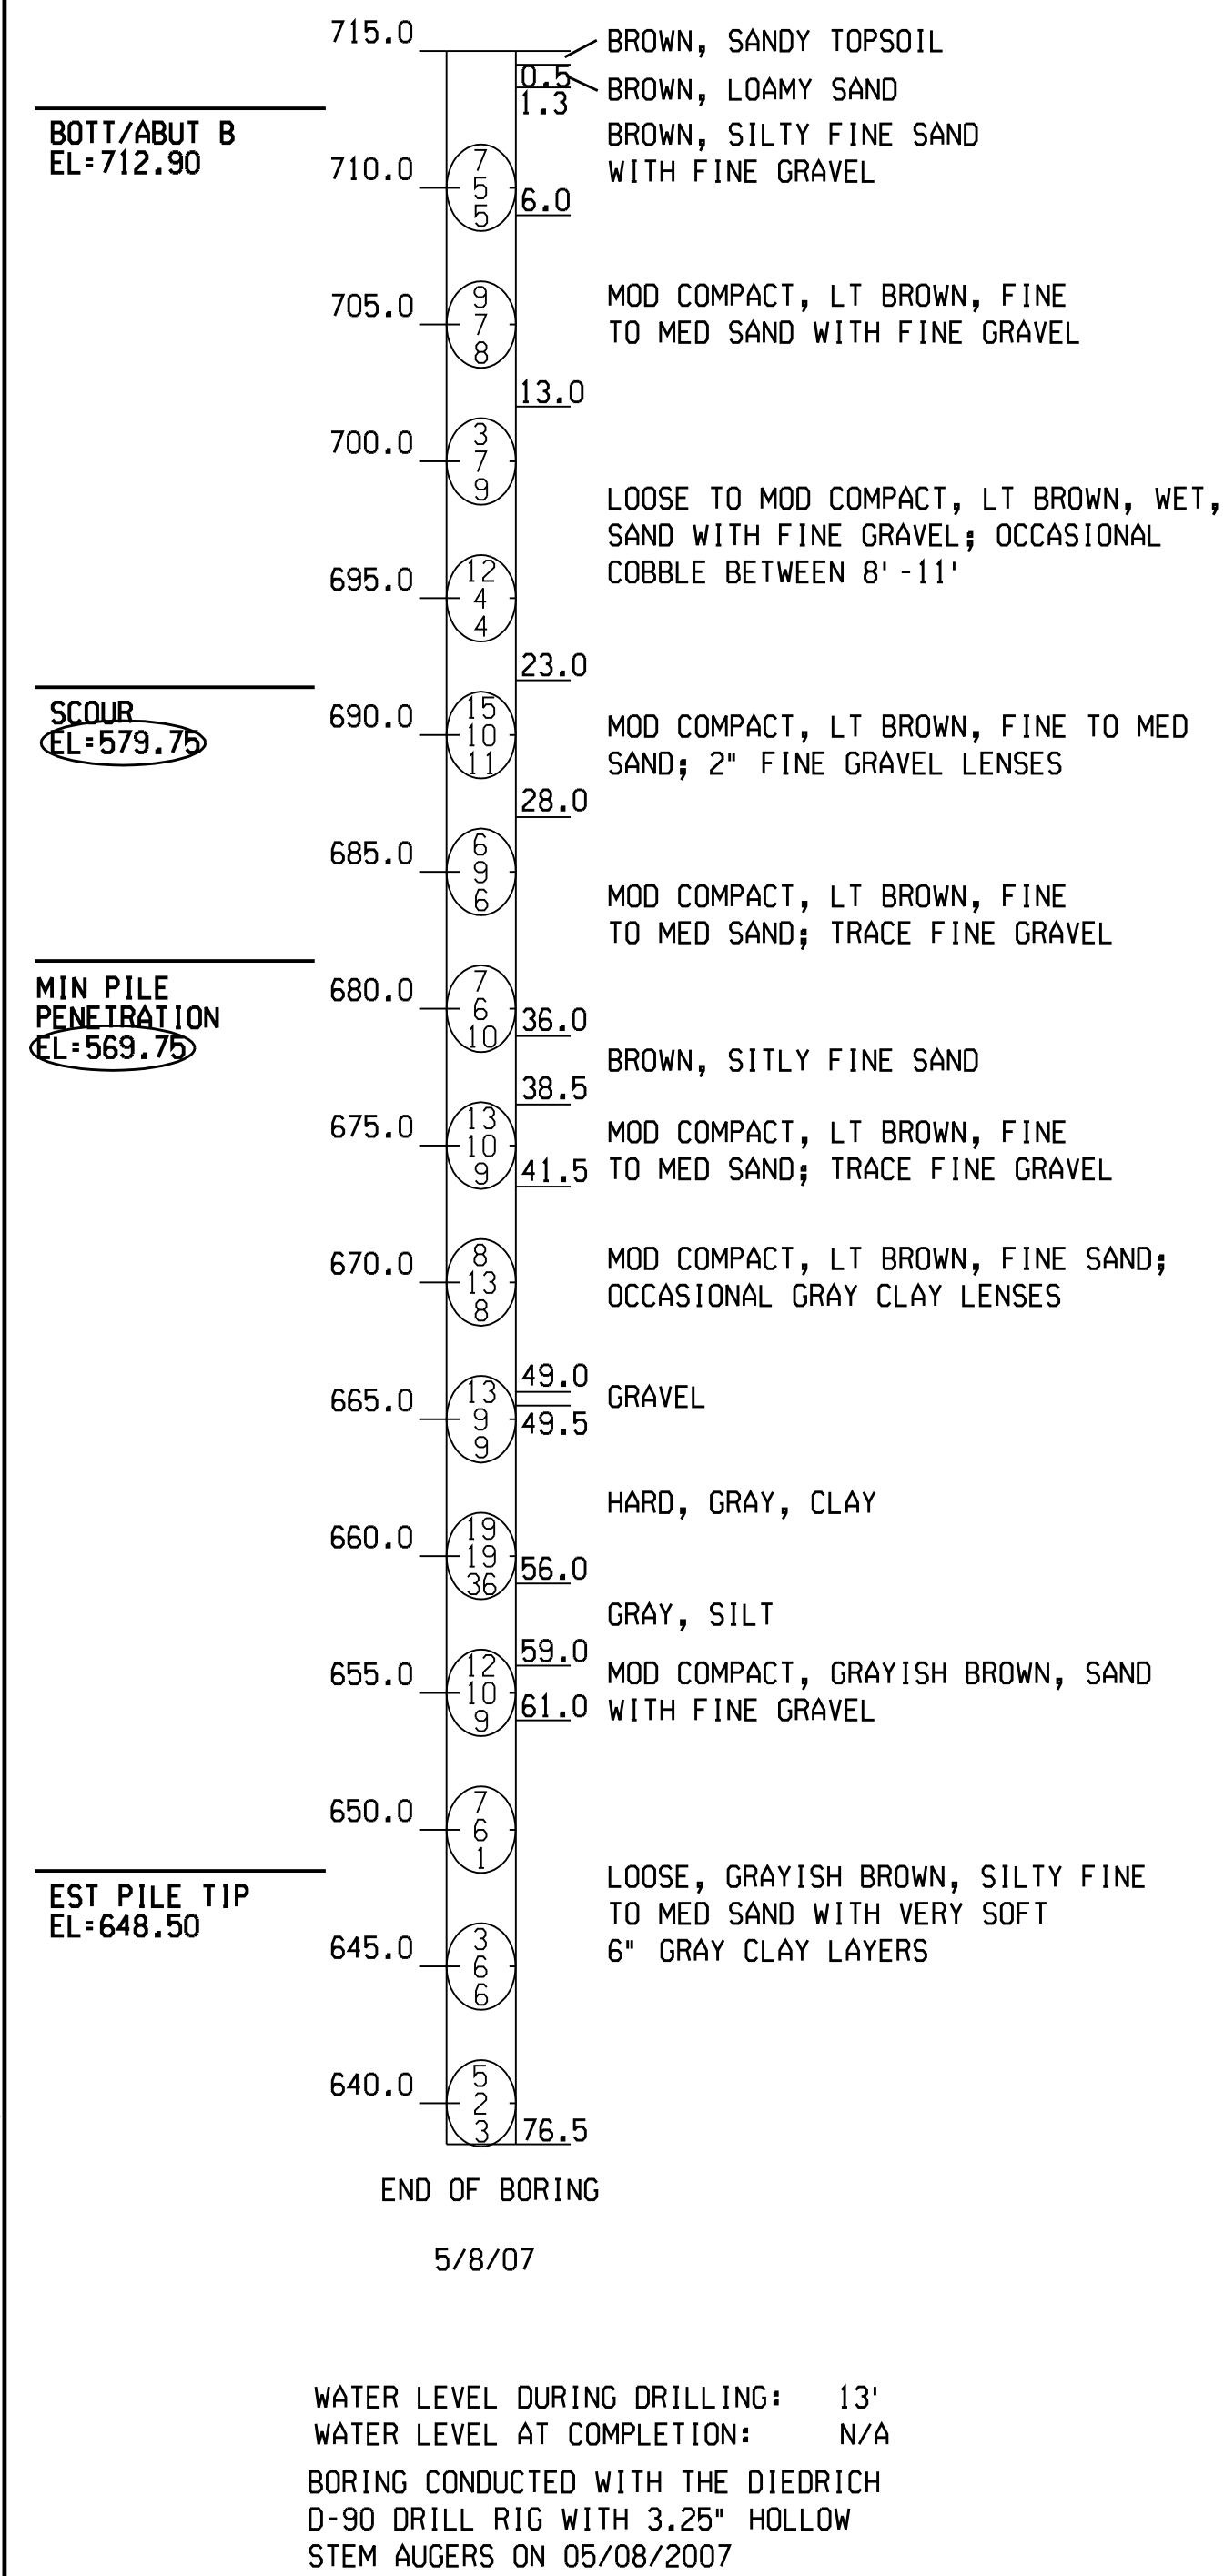 715.0
BROWN, SANDY TOPSOIL
0.5
BROWN, LOAMY SAND
1.3
BOTT/ABUT B
EL=712.90
BROWN, SILTY FINE SAND
WITH FINE GRAVEL
710.0
7
5
5
6.0
705.0
9
7
8
MOD COMPACT, LT BROWN, FINE
TO MED SAND WITH FINE GRAVEL
13.0
700.0
3
7
9
LOOSE TO MOD COMPACT, LT BROWN, WET,
SAND WITH FINE GRAVEL; OCCASIONAL
COBBLE BETWEEN 8'-11'
695.0
12
4
4
23.0
SCOUR
EL=579.75
690.0
15
10
11
MOD COMPACT, LT BROWN, FINE TO MED
SAND; 2" FINE GRAVEL LENSES
28.0
685.0
6
9
6
MOD COMPACT, LT BROWN, FINE
TO MED SAND; TRACE FINE GRAVEL
MIN PILE
PENETRATION
EL=569.75
680.0
7
6
10
36.0
BROWN, SITLY FINE SAND
38.5
675.0
13
10
9
MOD COMPACT, LT BROWN, FINE
TO MED SAND; TRACE FINE GRAVEL
41.5
670.0
8
13
8
MOD COMPACT, LT BROWN, FINE SAND;
OCCASIONAL GRAY CLAY LENSES
49.0
665.0
13
9
9
GRAVEL
49.5
HARD, GRAY, CLAY
660.0
19
19
36
56.0
GRAY, SILT
59.0
655.0
12
10
9
MOD COMPACT, GRAYISH BROWN, SAND
WITH FINE GRAVEL
61.0
650.0
7
6
1
EST PILE TIP
EL=648.50
LOOSE, GRAYISH BROWN, SILTY FINE
TO MED SAND WITH VERY SOFT
6" GRAY CLAY LAYERS
645.0
3
6
6
640.0
5
2
3
76.5
END OF BORING
5/8/07
WATER LEVEL DURING DRILLING: 13'
WATER LEVEL AT COMPLETION: N/A
BORING CONDUCTED WITH THE DIEDRICH
D-90 DRILL RIG WITH 3.25" HOLLOW
STEM AUGERS ON 05/08/2007